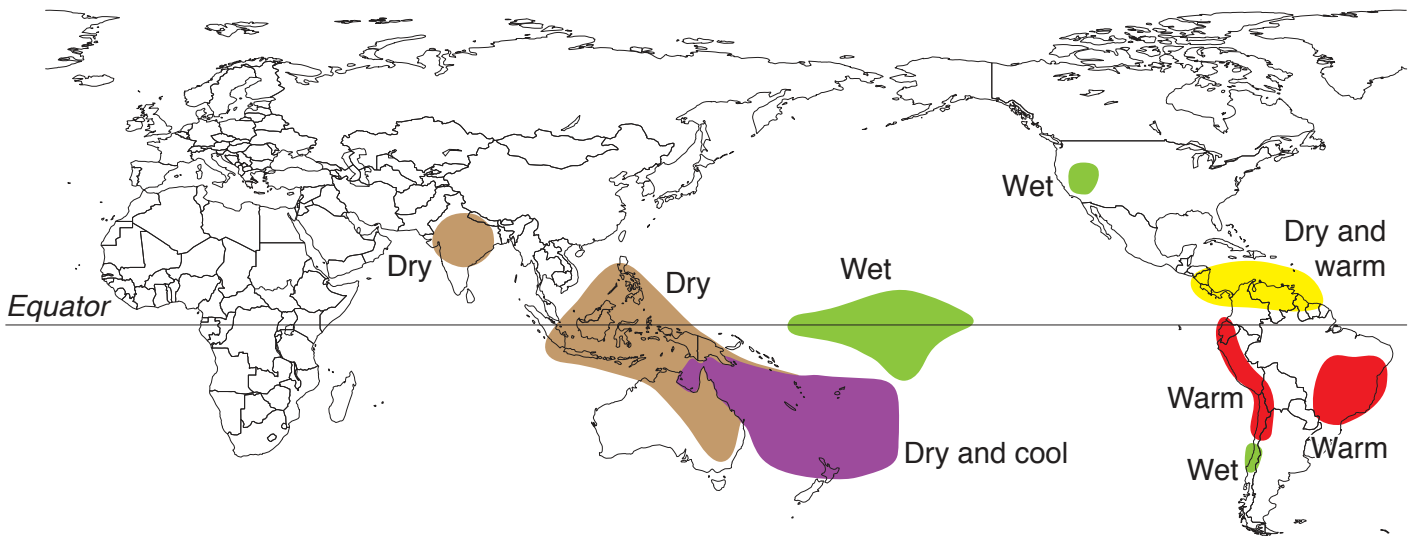 Wet
Dry and
warm
Dry
Dry
Wet
Equator
Warm
Warm
Dry and cool
Wet